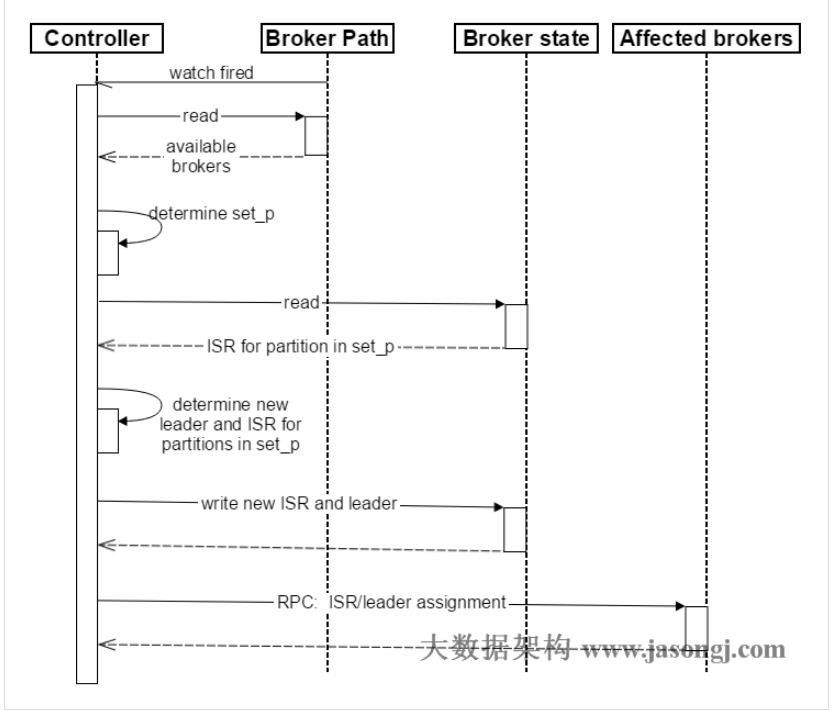 Controller
Broker Path
Broker state
Affected brokers
watch fired
read
available
brokers
determine set_p
read
ISR for partition in set_p
determine new
leader and ISR for
partitions in set_p
write new ISR and leader
RPC: ISR/leader assignment
大数据架构 www.jasongj.com